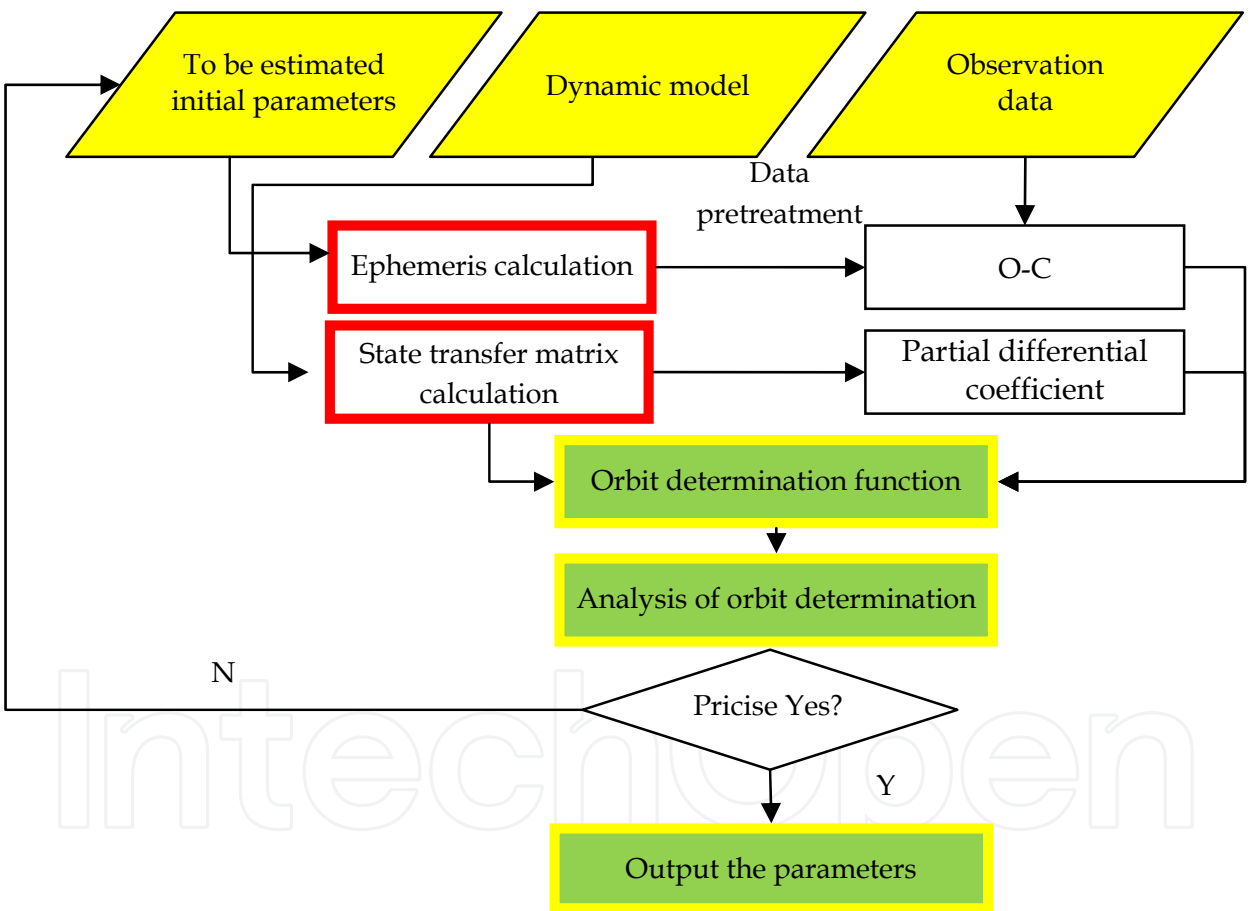 To be estimated
initial parameters
Dynamic model
Observation
data
Data
pretreatment
Ephemeris calculation
O-C
State transfer matrix
calculation
Partial differential
coefficient
Orbit determination function
Analysis of orbit determination
N
Pricise Yes?
Y
Output the parameters
IntechOpen